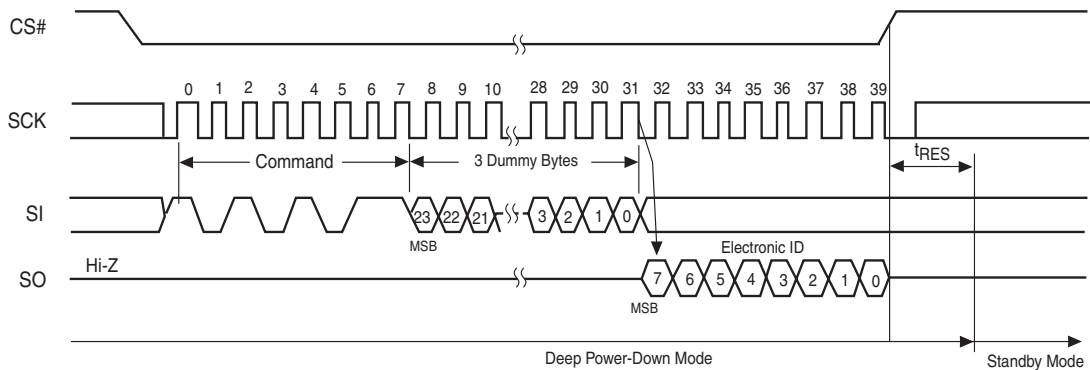 CS#
0 1 2 3 4 5 6 7 8 9 10 28 29 30 31 32 33 34 35 36 37 38 39
SCK
Command 3 Dummy Bytes tRES
SI 23 22 21 3 2 1 0
MSB Electronic ID
Hi-Z
SO 7 6 5 4 3 2 1 0
MSB
Deep Power-Down Mode Standby Mode